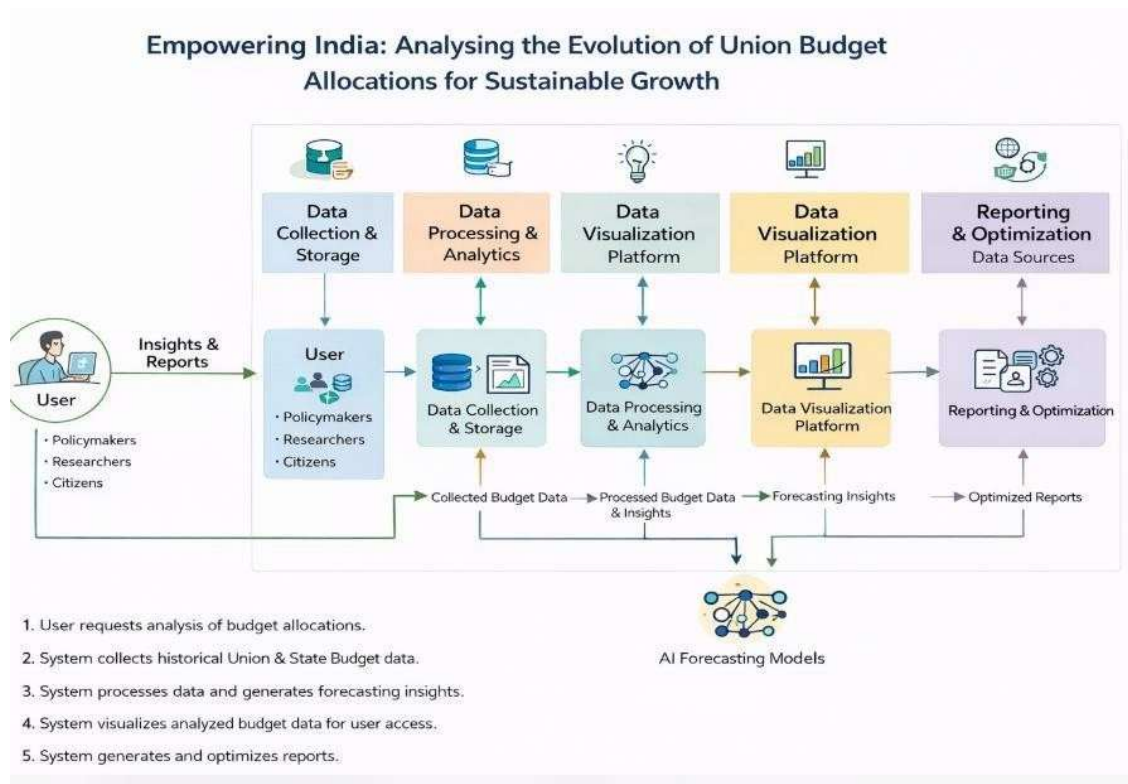 Empowering India: Analysing the Evolution of Union Budget
Allocations for Sustainable Growth
Data
Collection &
Storage
Data
Processing &
Analytics
Data
Visualization
Platform
Data
Visualization
Platform
Reporting
& Optimization
Data Sources
User
Insights &
Reports
• Policymakers
• Researchers
• Citizens
User
• Policymakers
• Researchers
• Citizens
Data Collection
& Storage
Data Processing
& Analytics
Data Visualization
Platform
Reporting & Optimization
Collected Budget Data
Processed Budget Data
& Insights
Forecasting Insights
Optimized Reports
AI Forecasting Models
1. User requests analysis of budget allocations.
2. System collects historical Union & State Budget data.
3. System processes data and generates forecasting insights.
4. System visualizes analyzed budget data for user access.
5. System generates and optimizes reports.